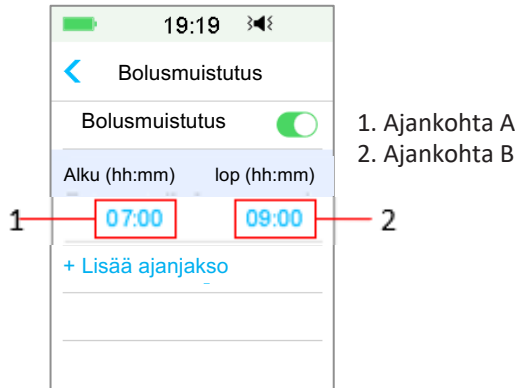 19:19
Bolusmuistutus
Bolusmuistutus
1. Ajankohta A
2. Ajankohta B
Alku (hh:mm) lop (hh:mm)
1 07:00 09:00 2
+ Lisää ajanjakso